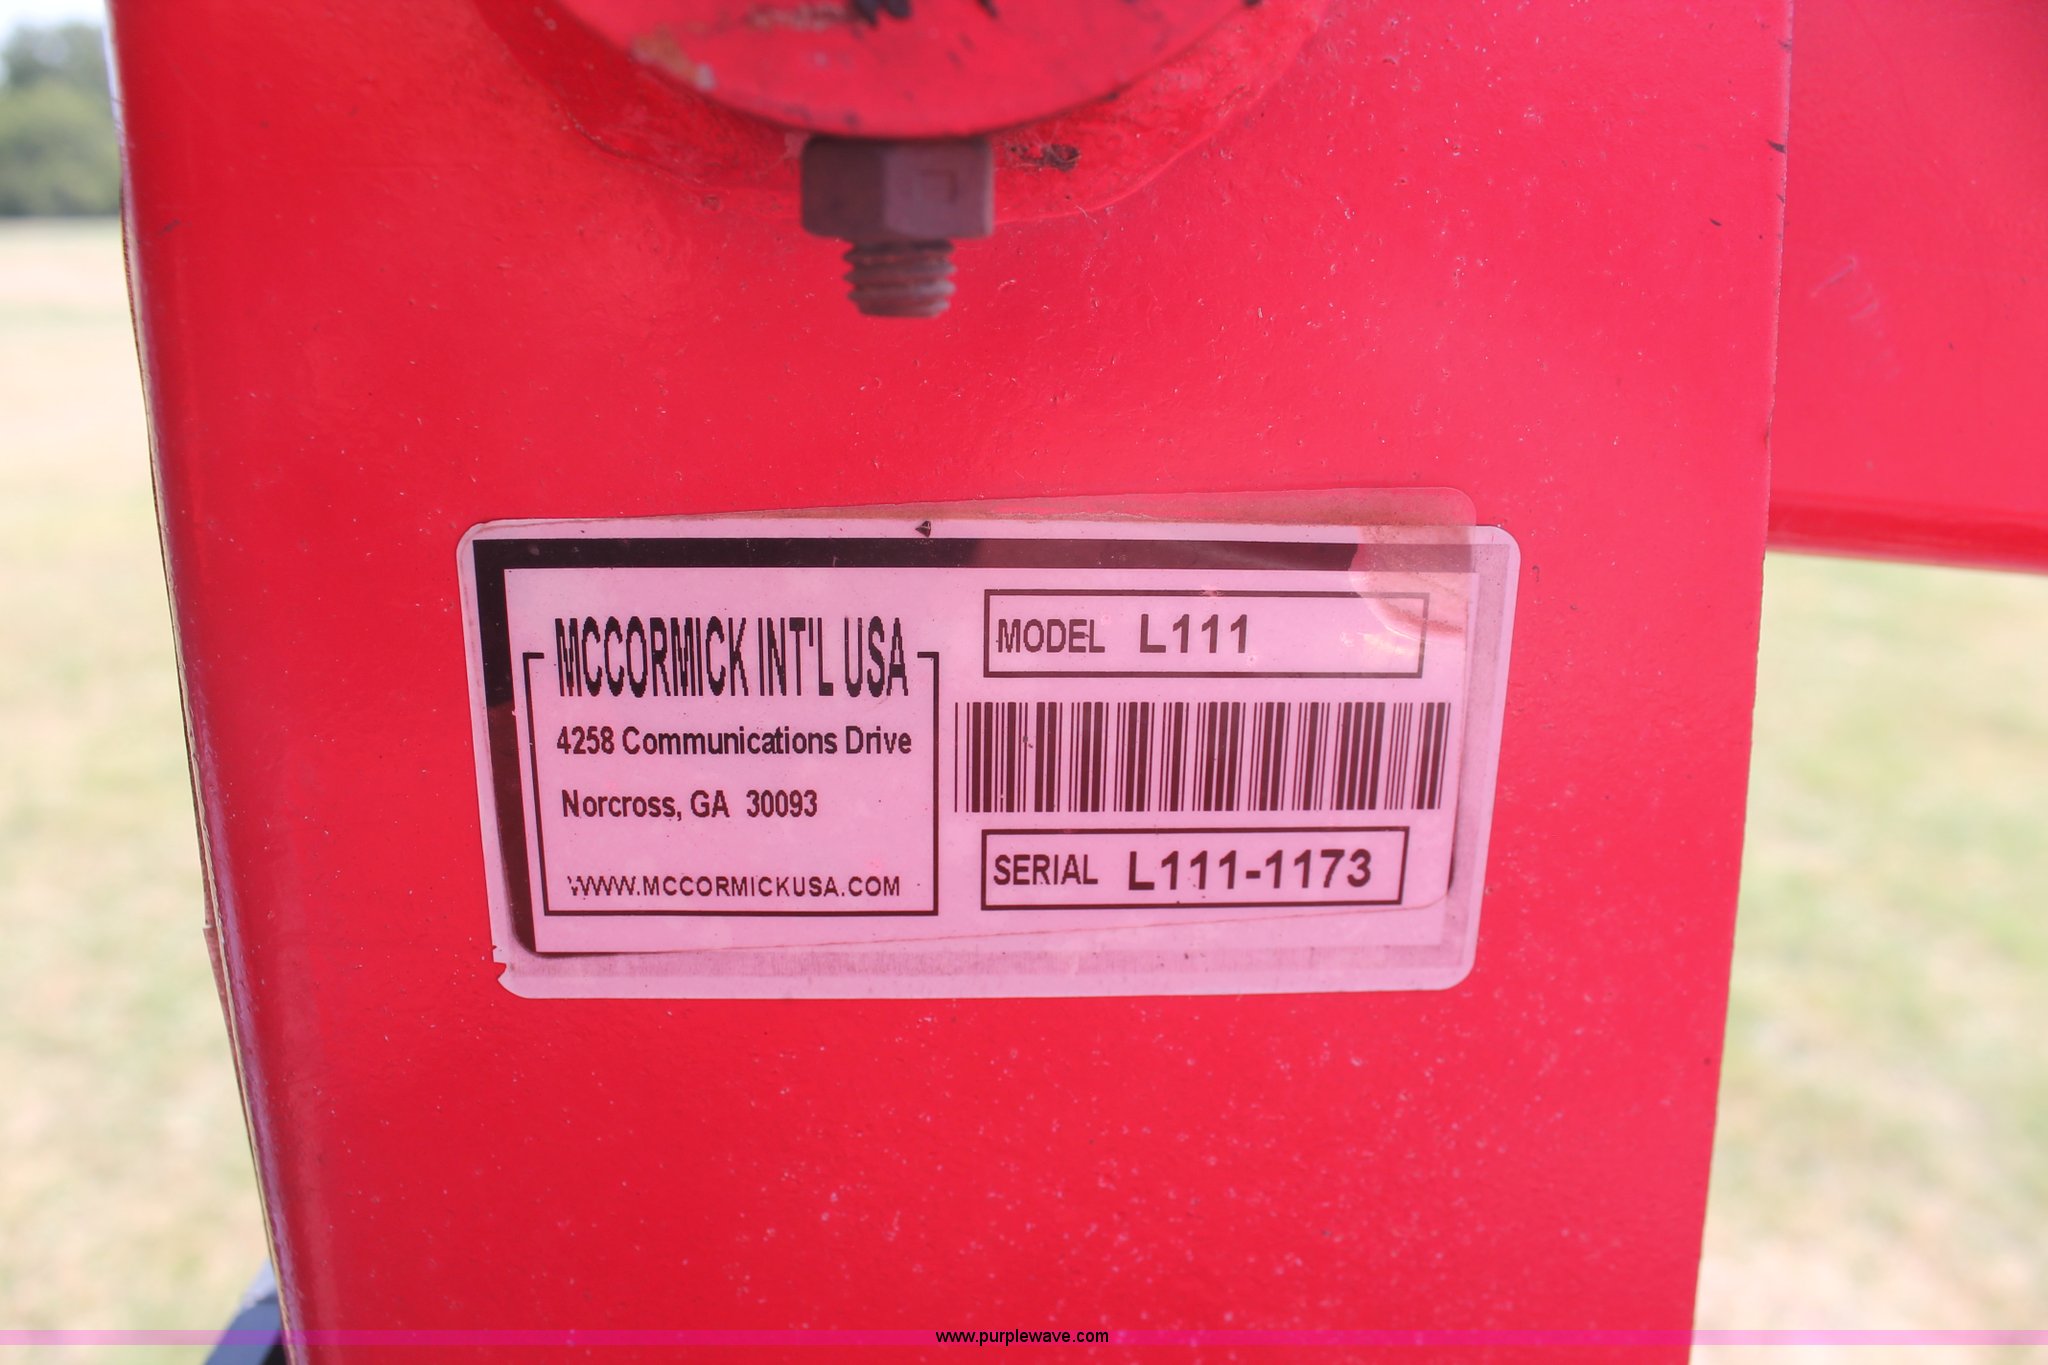 MCCORMICK INT'L USA
4258 Communications Drive
Norcross, GA 30093
WWW.MCCORMICKUSA.COM
MODEL L111
SERIAL L111-1173
www.purplewave.com